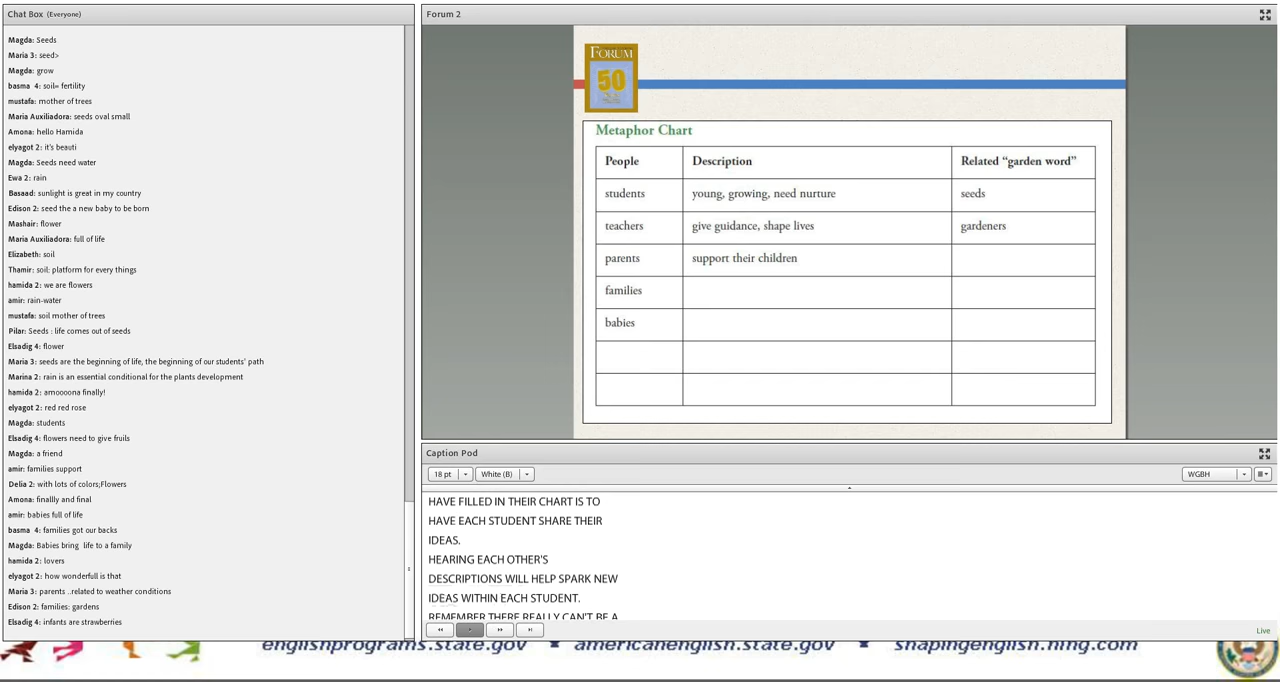 Chat Box (Everyone)
Magda: Seeds
Maria 3: seed>
Magda: grow
basma 4: soil= fertility
mustafa: mother of trees
Maria Auxiliadora: seeds oval small
Amona: hello Hamida
elyagot 2: it's beauti
Magda: Seeds need water
Ewa 2: rain
Basaad: sunlight is great in my country
Edison 2: seed the a new baby to be born
Mashair: flower
Maria Auxiliadora: full of life
Elizabeth: soil
Thamir: soil: platform for every things
hamida 2: we are flowers
amir: rain-water
mustafa: soil mother of trees
Pilar: Seeds : life comes out of seeds
Elsadig 4: flower
Maria 3: seeds are the beginning of life, the beginning of our students' path
Marina 2: rain is an essential conditional for the plants development
hamida 2: amoooona finally!
elyagot 2: red red rose
Magda: students
Elsadig 4: flowers need to give fruils
Magda: a friend
amir: families support
Delia 2: with lots of colors;Flowers
Amona: finallly and final
amir: babies full of life
basma 4: families got our backs
Magda: Babies bring life to a family
hamida 2: lovers
elyagot 2: how wonderfull is that
Maria 3: parents ..related to weather conditions
Edison 2: families: gardens
Elsadig 4: infants are strawberries
Forum 2
FORUM
50
Metaphor Chart
People Description Related “garden word”
students young, growing, need nurture seeds
teachers give guidance, shape lives gardeners
parents support their children
families
babies
Caption Pod
18 pt White (B) WGBH
HAVE FILLED IN THEIR CHART IS TO
HAVE EACH STUDENT SHARE THEIR
IDEAS.
HEARING EACH OTHER'S
DESCRIPTIONS WILL HELP SPARK NEW
IDEAS WITHIN EACH STUDENT.
REMEMBER THERE REALLY CAN'T BE A
Live
englishprograms.state.gov americanenglish.state.gov shapingenglish.ning.com